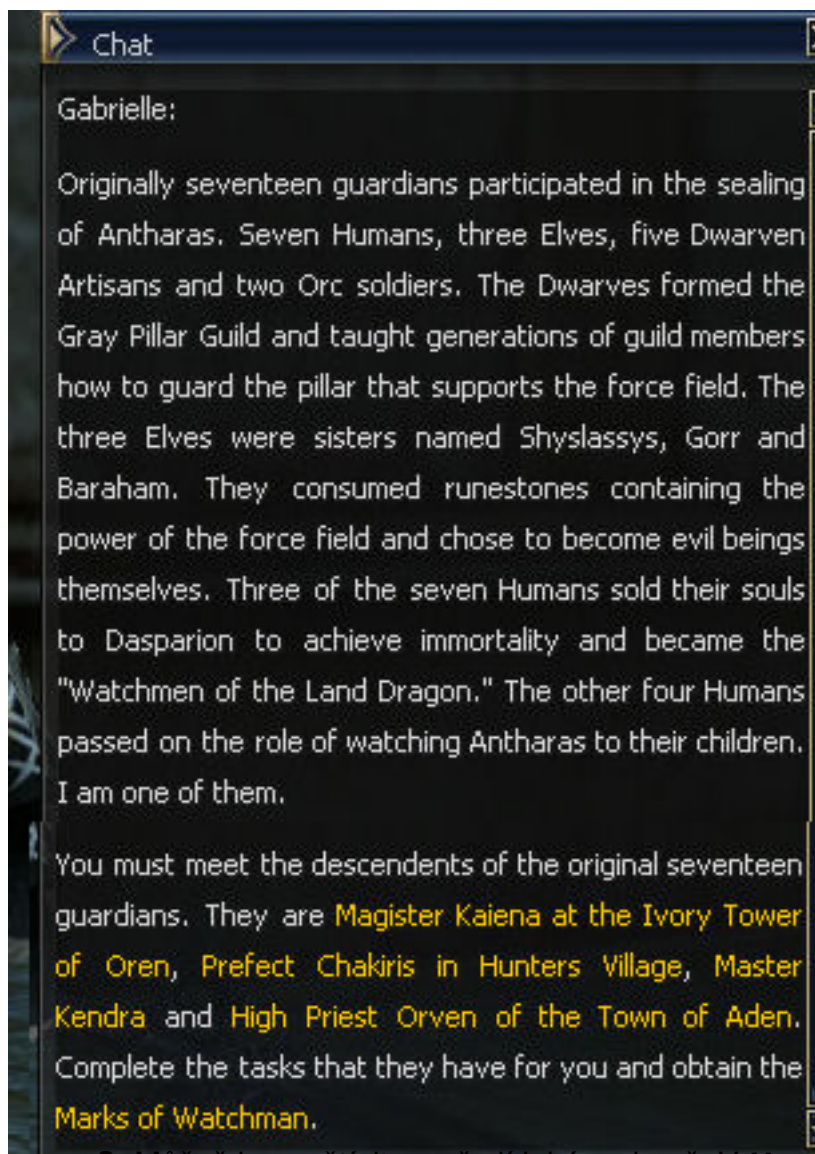 Chat
Gabrielle:
Originally seventeen guardians participated in the sealing
of Antharas. Seven Humans, three Elves, five Dwarven
Artisans and two Orc soldiers. The Dwarves formed the
Gray Pillar Guild and taught generations of guild members
how to guard the pillar that supports the force field. The
three Elves were sisters named Shyslassys, Gorr and
Baraham. They consumed runestones containing the
power of the force field and chose to become evil beings
themselves. Three of the seven Humans sold their souls
to Dasparion to achieve immortality and became the
"Watchmen of the Land Dragon." The other four Humans
passed on the role of watching Antharas to their children.
I am one of them.
You must meet the descendents of the original seventeen
guardians. They are Magister Kaiena at the Ivory Tower
of Oren, Prefect Chakiris in Hunters Village, Master
Kendra and High Priest Orven of the Town of Aden.
Complete the tasks that they have for you and obtain the
Marks of Watchman.